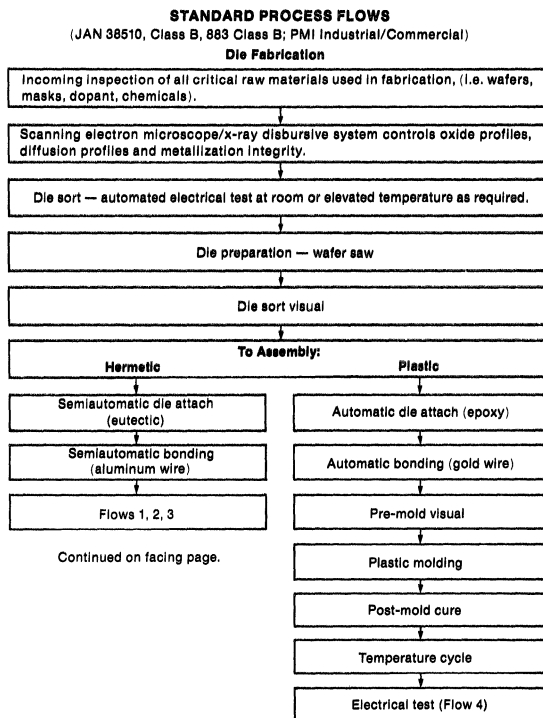 STANDARD PROCESS FLOWS
(JAN 38510, Class B, 883 Class B; PMI Industrial/Commercial)
Die Fabrication
Incoming inspection of all critical raw materials used in fabrication, (i.e. wafers,
masks, dopant, chemicals).
Scanning electron microscope/x-ray disbursive system controls oxide profiles,
diffusion profiles and metallization integrity.
Die sort — automated electrical test at room or elevated temperature as required.
Die preparation — wafer saw
Die sort visual
To Assembly:
Hermetic
Semiautomatic die attach
(eutectic)
Semiautomatic bonding
(aluminum wire)
Flows 1, 2, 3
Continued on facing page.
Plastic
Automatic die attach (epoxy)
Automatic bonding (gold wire)
Pre-mold visual
Plastic molding
Post-mold cure
Temperature cycle
Electrical test (Flow 4)